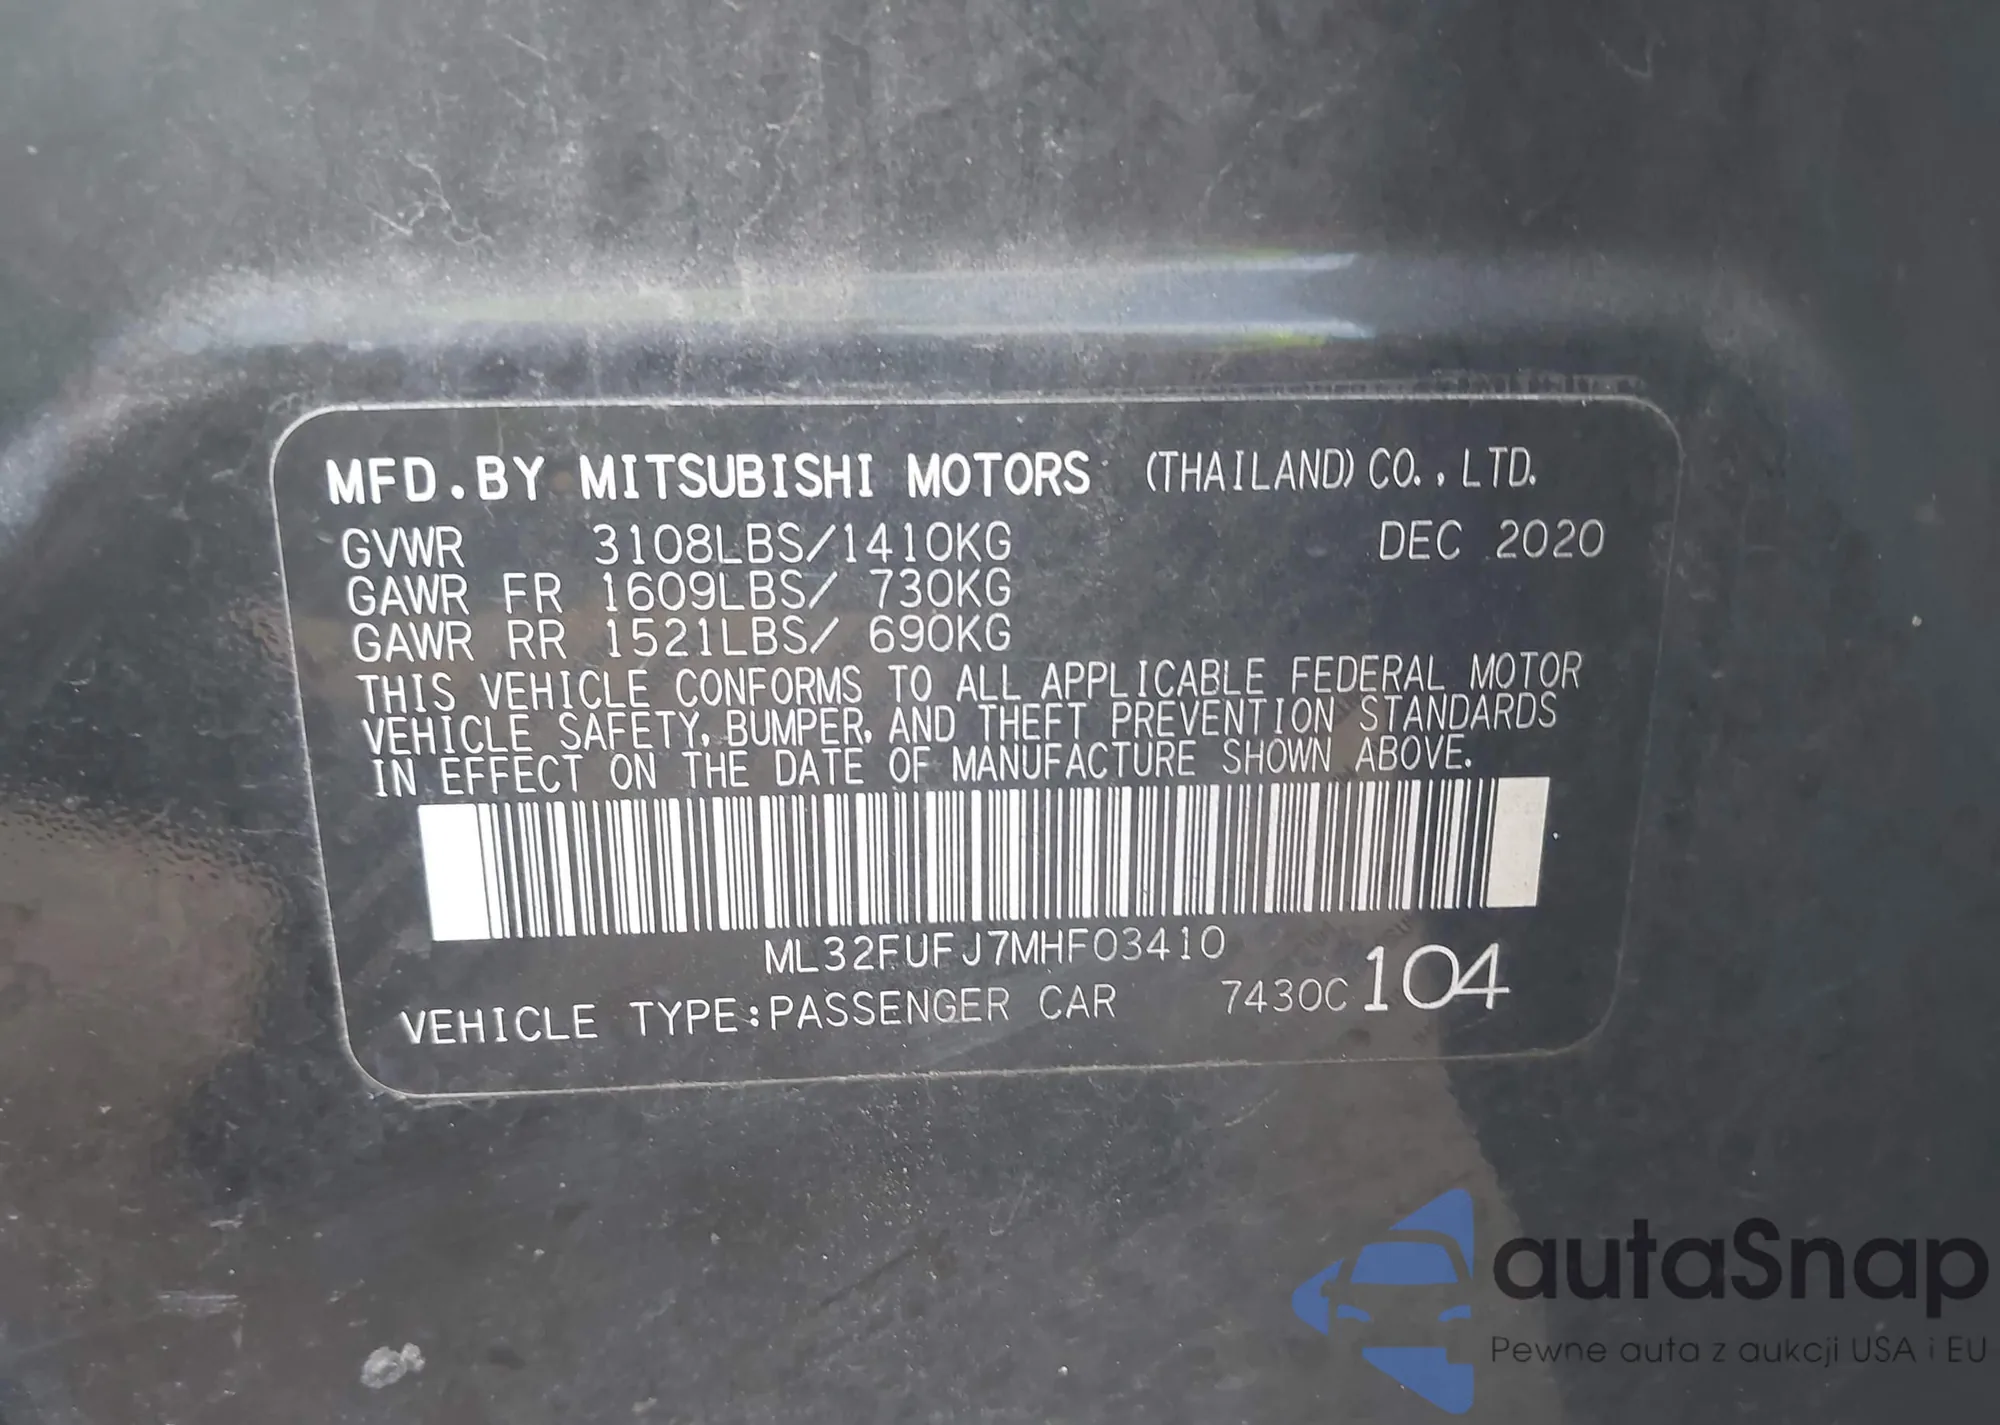 MFD.BY MITSUBISHI MOTORS (THAILAND) CO., LTD.
GVWR 3108LBS/1410KG DEC 2020
GAWR FR 1609LBS/ 730KG
GAWR RR 1521LBS/ 690KG
THIS VEHICLE CONFORMS TO ALL APPLICABLE FEDERAL MOTOR
VEHICLE SAFETY, BUMPER, AND THEFT PREVENTION STANDARDS
IN EFFECT ON THE DATE OF MANUFACTURE SHOWN ABOVE.
ML32FUFJ7MHF03410
VEHICLE TYPE:PASSENGER CAR 7430C104
autaSnap
Pewne auta z aukcji USA i EU